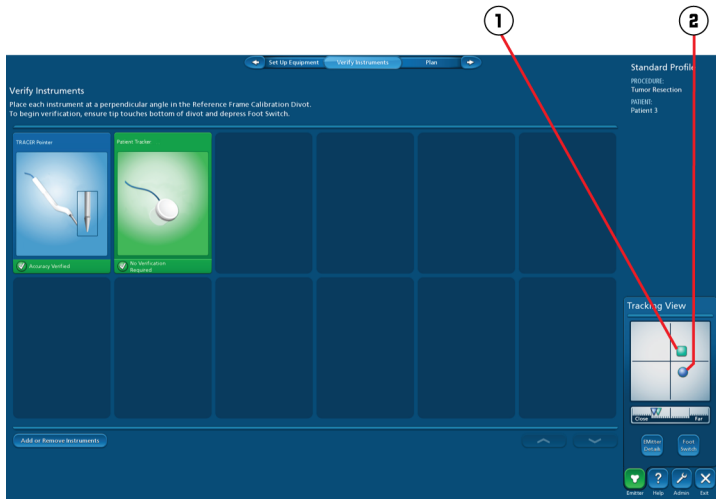 1
2
Set Up Equipment
Verify Instruments
Plan
Standard Profile
PROCEDURE:
Tumor Resection
PATIENT:
Patient 3
Verify Instruments
Place each instrument at a perpendicular angle in the Reference Frame Calibration Divot.
To begin verification, ensure tip touches bottom of divot and depress Foot Switch.
TRACER Pointer
Patient Tracker
Accuracy Verified
No Verification
Required
Tracking View
Close
Far
Add or Remove Instruments
EMitter
Details
Foot
Switch
Emitter
Help
Admin
Exit